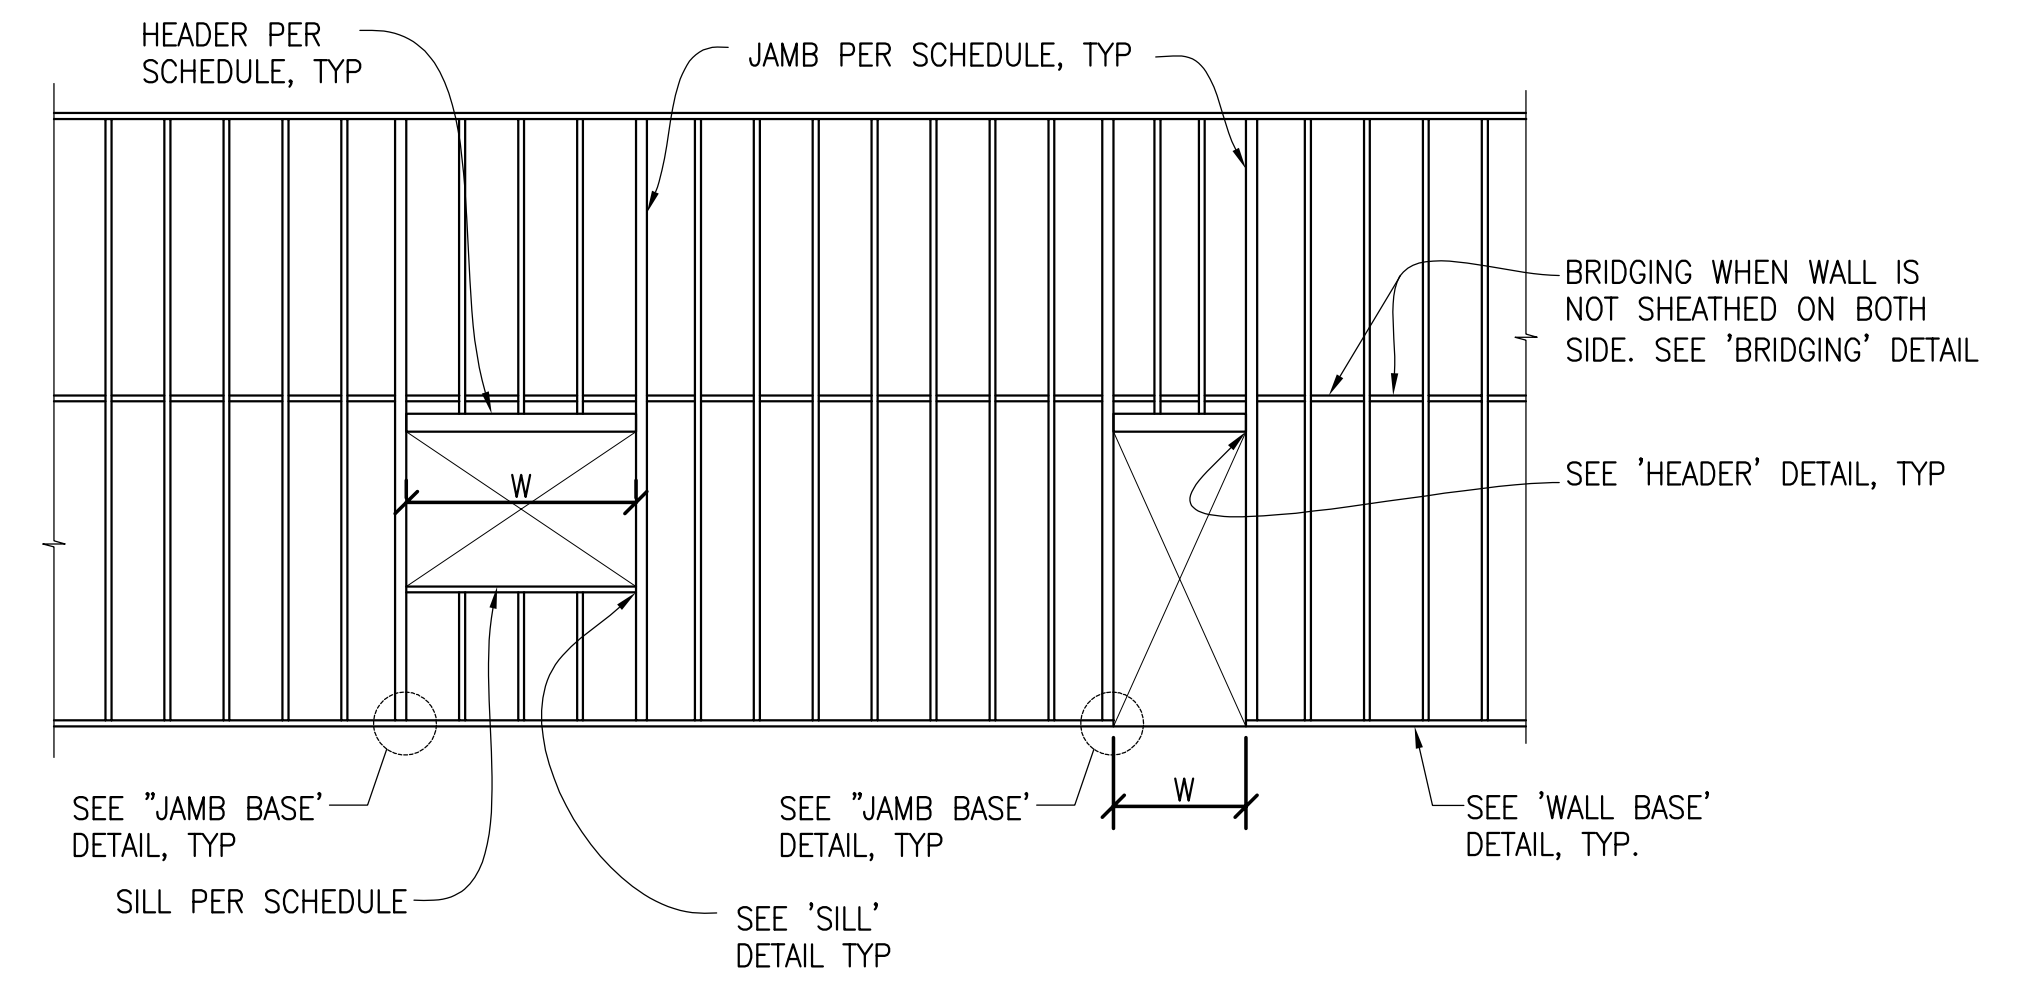 HEADER PER
SCHEDULE, TYP
JAMB PER SCHEDULE, TYP
BRIDGING WHEN WALL IS
NOT SHEATHED ON BOTH
SIDE. SEE 'BRIDGING' DETAIL
SEE 'HEADER' DETAIL, TYP
W
W
SEE "JAMB BASE'
DETAIL, TYP
SEE "JAMB BASE'
DETAIL, TYP
SEE 'WALL BASE'
DETAIL, TYP.
SILL PER SCHEDULE
SEE 'SILL'
DETAIL TYP